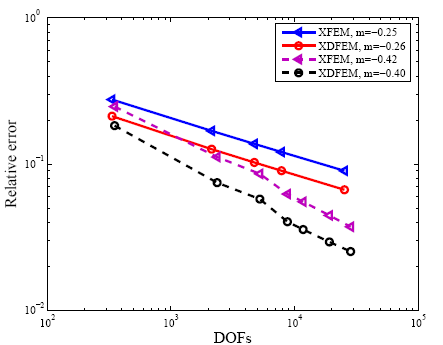 10⁰
XFEM, m=−0.25
XDFEM, m=−0.26
XFEM, m=−0.42
XDFEM, m=−0.40
Relative error
10⁻¹
10⁻²
10² 10³ 10⁴ 10⁵
DOFs